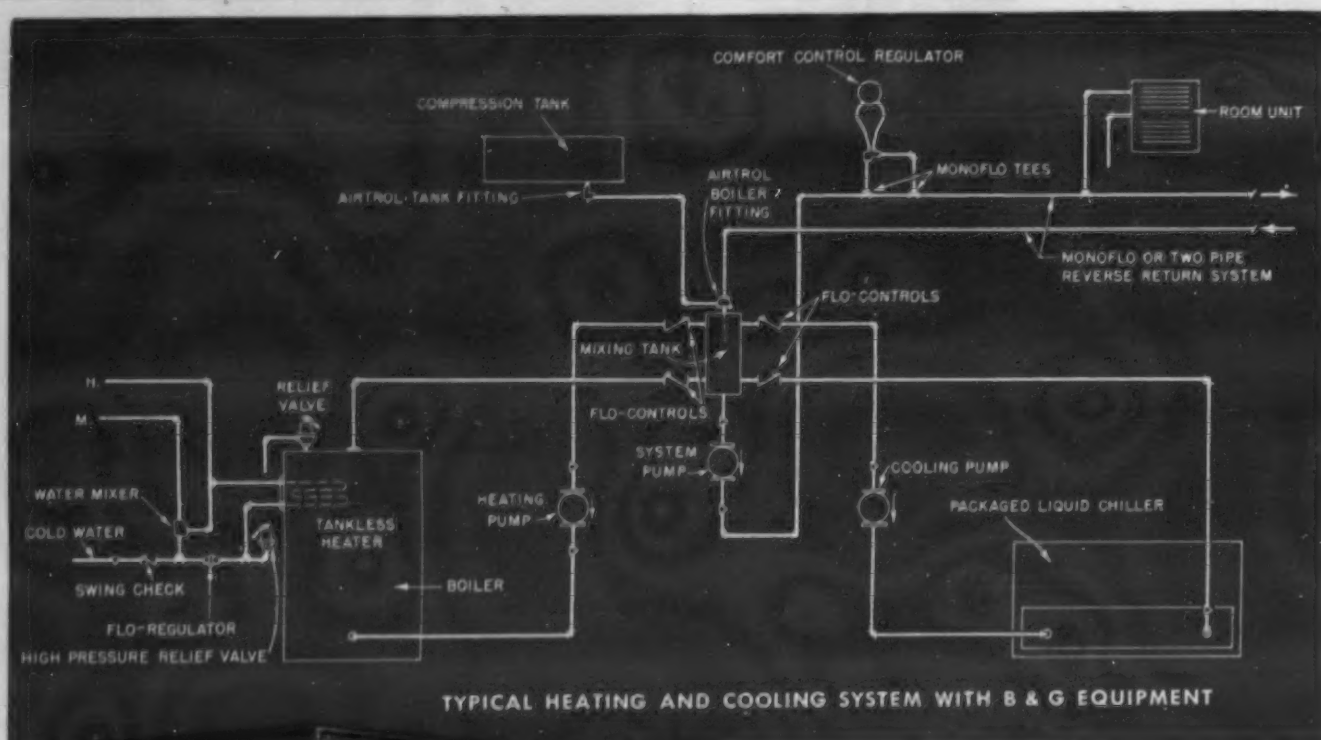 COMFORT CONTROL REGULATOR
COMPRESSION TANK
ROOM UNIT
AIRTROL
BOILER
FITTING
MONOFLO TEES
AIRTROL TANK FITTING
MONOFLO OR TWO PIPE
REVERSE RETURN SYSTEM
FLO-CONTROLS
MIXING TANK
H.
M.
RELIEF
VALVE
FLO-CONTROLS
SYSTEM
PUMP
COOLING PUMP
WATER MIXER
HEATING
PUMP
PACKAGED LIQUID CHILLER
TANKLESS
HEATER
COLD WATER
SWING CHECK
BOILER
FLO-REGULATOR
HIGH PRESSURE RELIEF VALVE
TYPICAL HEATING AND COOLING SYSTEM WITH B & G EQUIPMENT